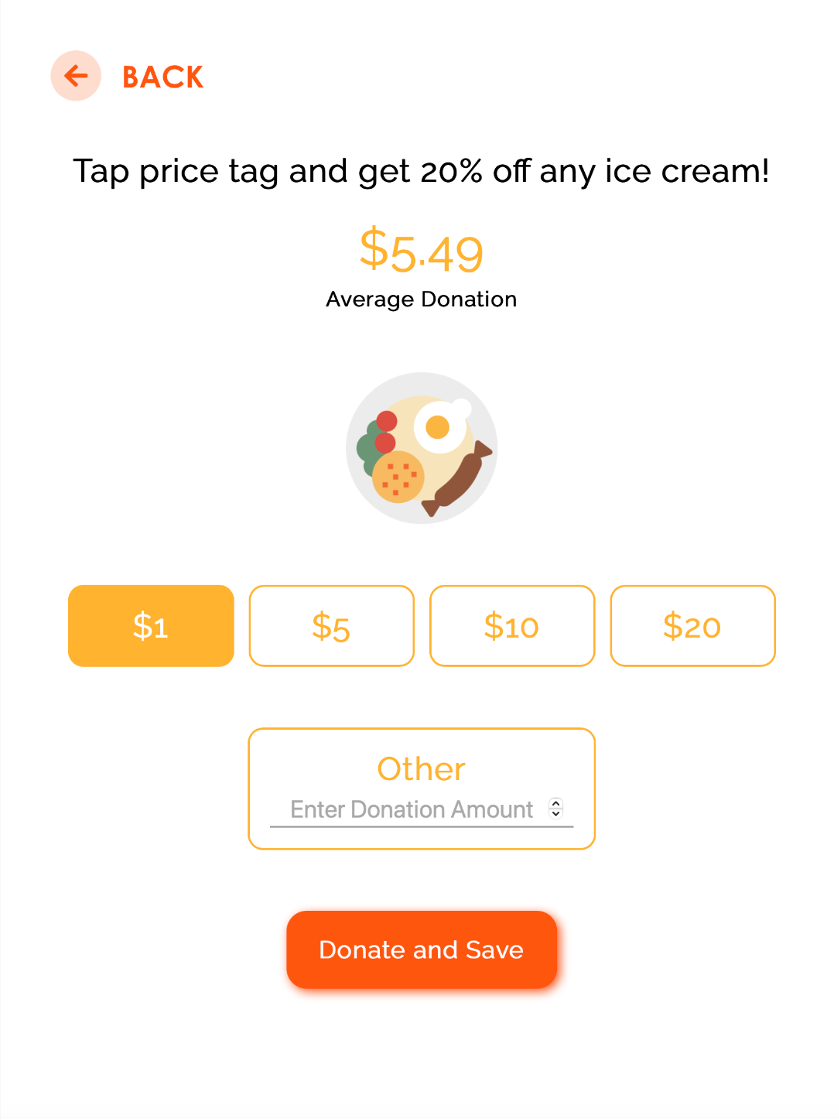 BACK
Tap price tag and get 20% off any ice cream!
$5.49
Average Donation
$1 $5 $10 $20
Other
Enter Donation Amount
Donate and Save